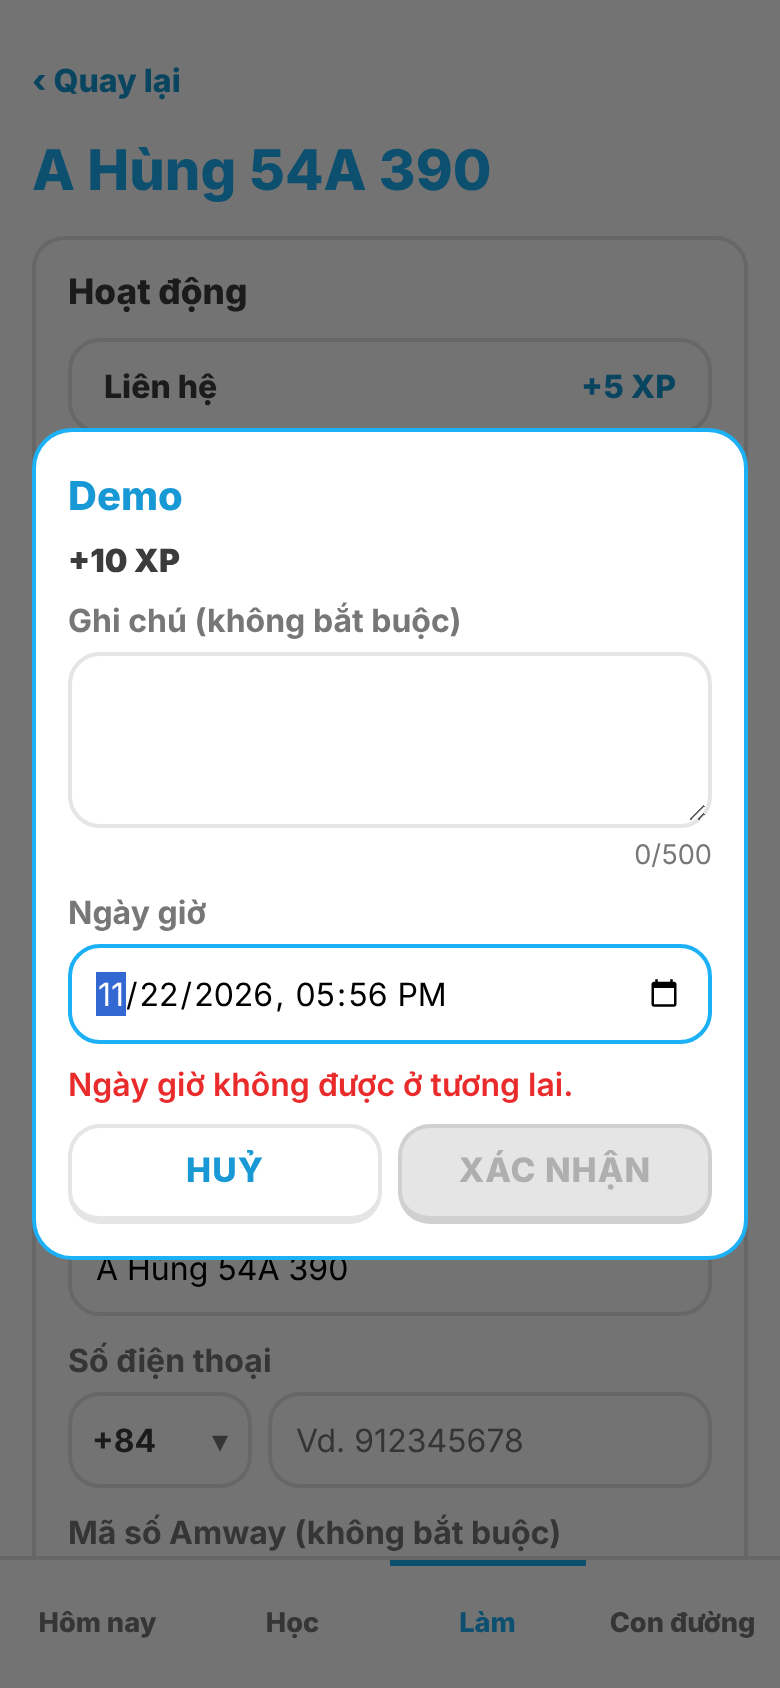 ‹ Quay lại
A Hùng 54A 390
Hoạt động
Liên hệ +5 XP
Demo
+10 XP
Ghi chú (không bắt buộc)
0/500
Ngày giờ
11/22/2026, 05:56 PM
Ngày giờ không được ở tương lai.
HUỶ XÁC NHẬN
A Hùng 54A 390
Số điện thoại
+84 ▼ Vd. 912345678
Mã số Amway (không bắt buộc)
Hôm nay Học Làm Con đường